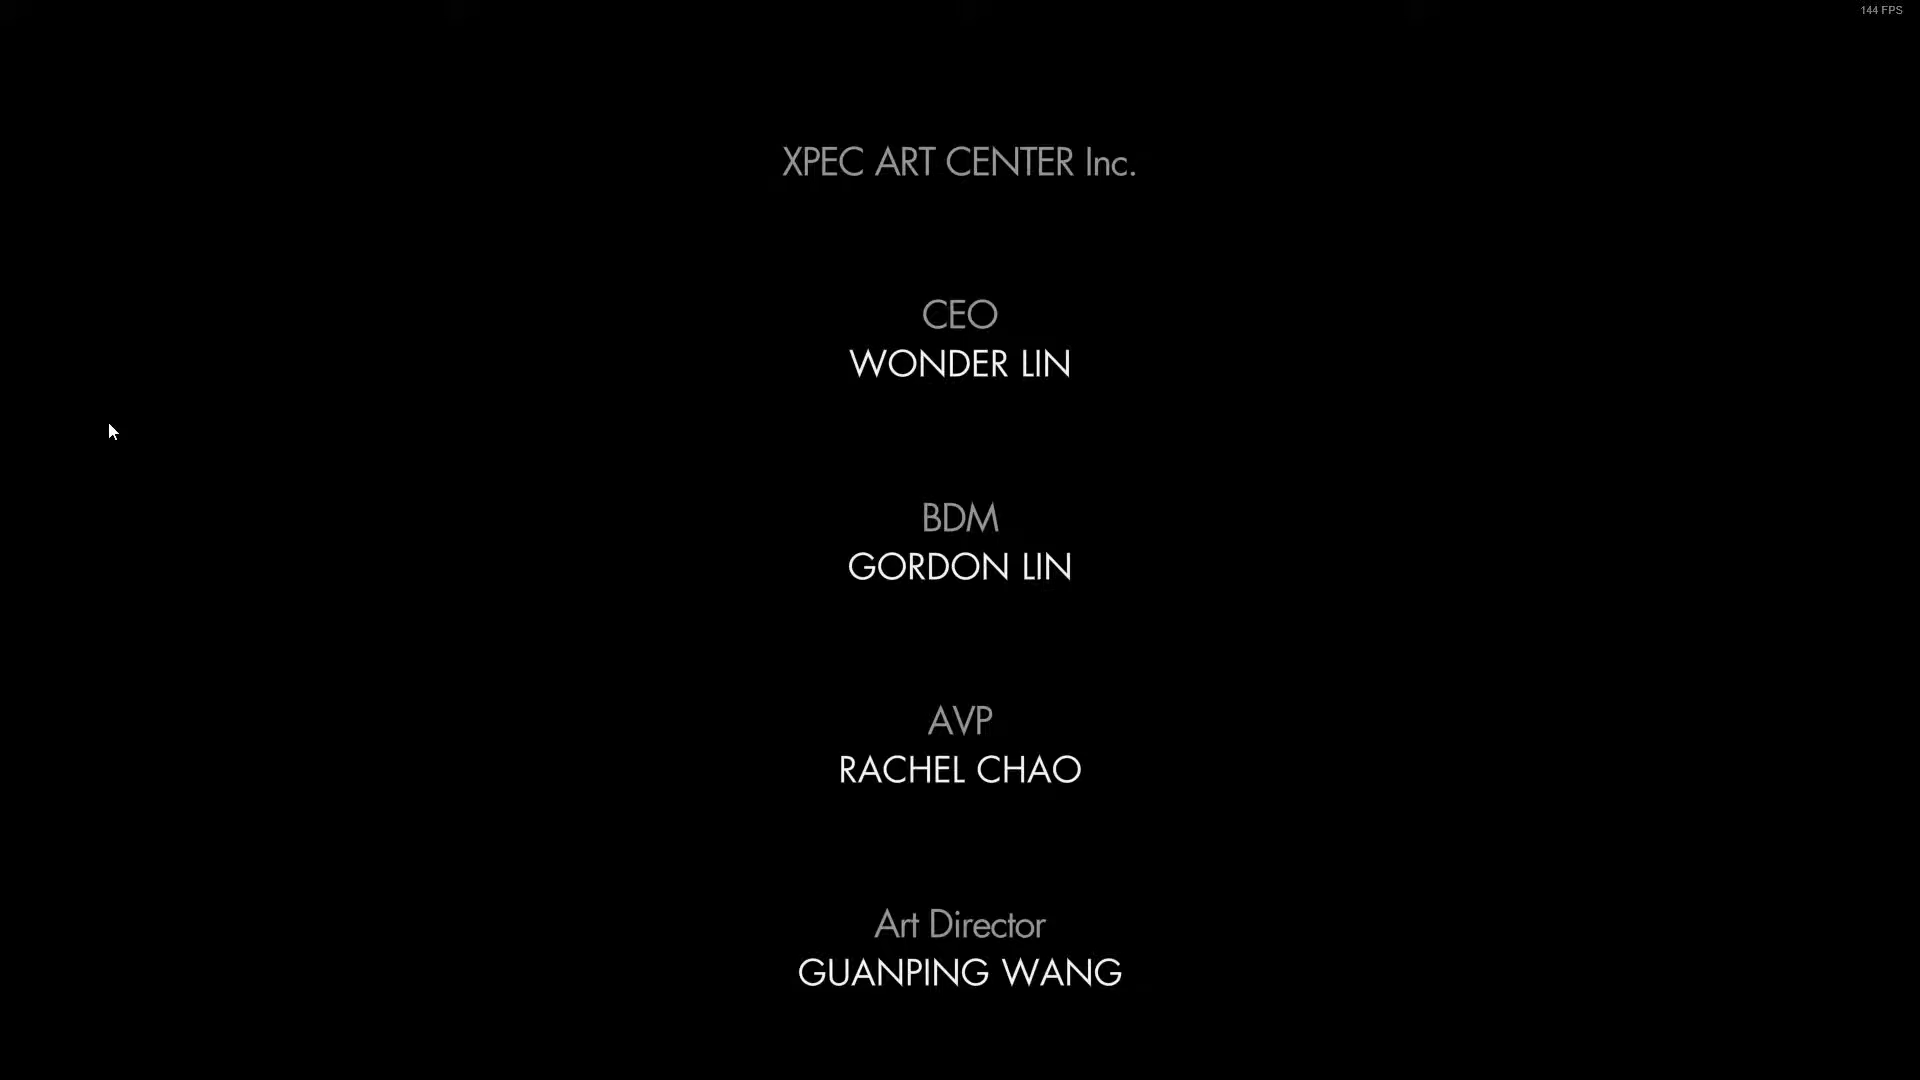 144 FPS
XPEC ART CENTER Inc.
CEO
WONDER LIN
BDM
GORDON LIN
AVP
RACHEL CHAO
Art Director
GUANPING WANG